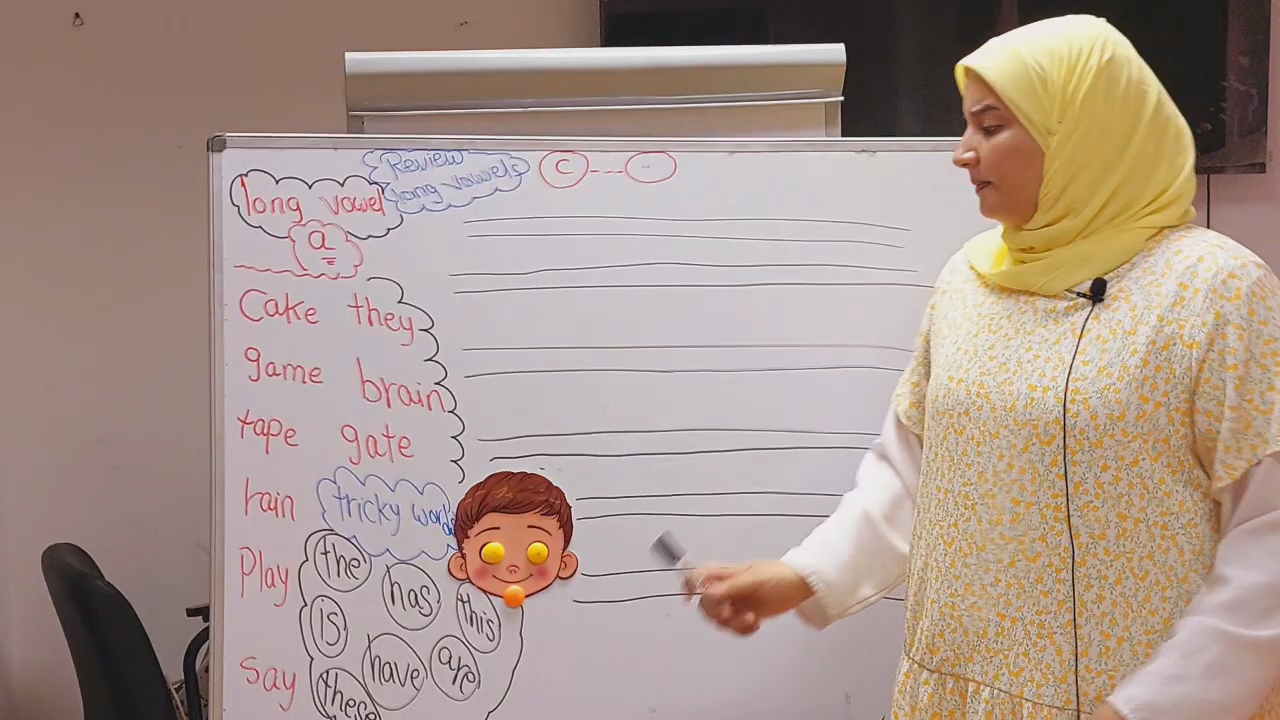 Review
long vowels
C --- -
long vowel
a
Cake they
game brain
tape gate
rain
tricky words
Play
the
has
this
is
have
are
say
these